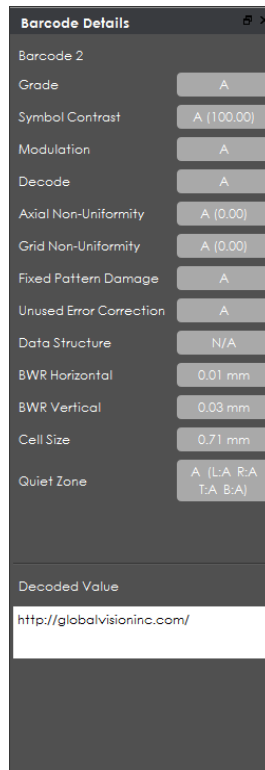 Barcode Details
Barcode 2
Grade A
Symbol Contrast A (100.00)
Modulation A
Decode A
Axial Non-Uniformity A (0.00)
Grid Non-Uniformity A (0.00)
Fixed Pattern Damage A
Unused Error Correction A
Data Structure N/A
BWR Horizontal 0.01 mm
BWR Vertical 0.03 mm
Cell Size 0.71 mm
Quiet Zone A (L:A R:A
T:A B:A)
Decoded Value
http://globalvisioninc.com/